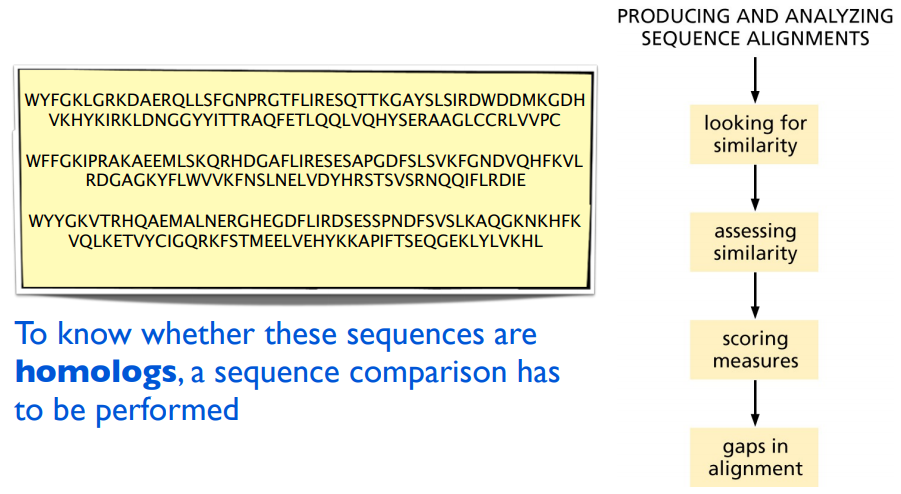 WYFGKLGRKDAERQLLSFGNPRGTFLIRESQTTKGAYSLSIRDWDDMKGDH
VKHYKIRKLDNGGYYITTRAQFETLQQLVQHYSERAAGLCCRLVVPC
WFFGKIPRAKAEEMLSKQRHDGAFLIRESESAPGDFSLSVKFGNDVQHFKVL
RDGAGKYFLWVVKFNSLNELVDYHRSTSVSRNQQIFLRDIE
WYYGKVTRHQAEMALNERGHEGDFLIRDSESSPNDFSVSLKAQGKNKHFK
VQLKETVYCIGQRKFSTMEELVEHYKKAPIFTSEQGEKLYLVKHL
To know whether these sequences are
homologs, a sequence comparison has
to be performed
PRODUCING AND ANALYZING
SEQUENCE ALIGNMENTS
looking for
similarity
assessing
similarity
scoring
measures
gaps in
alignment